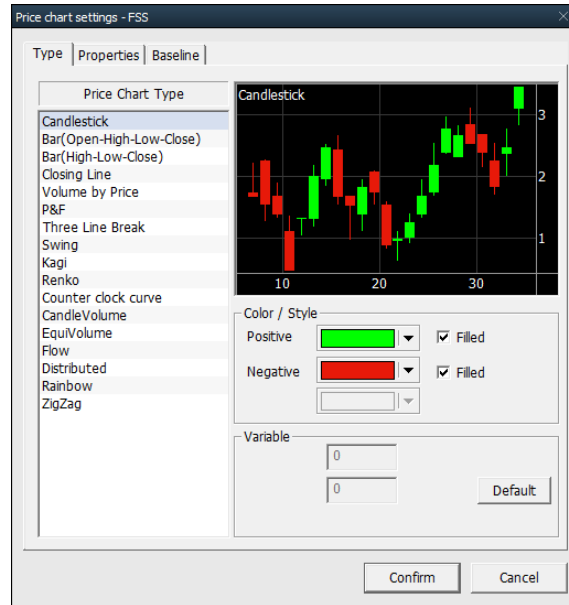 Price chart settings - FSS
Type Properties Baseline
Price Chart Type
Candlestick
Bar(Open-High-Low-Close)
Bar(High-Low-Close)
Closing Line
Volume by Price
P&F
Three Line Break
Swing
Kagi
Renko
Counter clock curve
CandleVolume
EquiVolume
Flow
Distributed
Rainbow
ZigZag
Candlestick
3
2
1
10 20 30
Color / Style
Positive Filled
Negative Filled
Variable
0
0
Default
Confirm Cancel